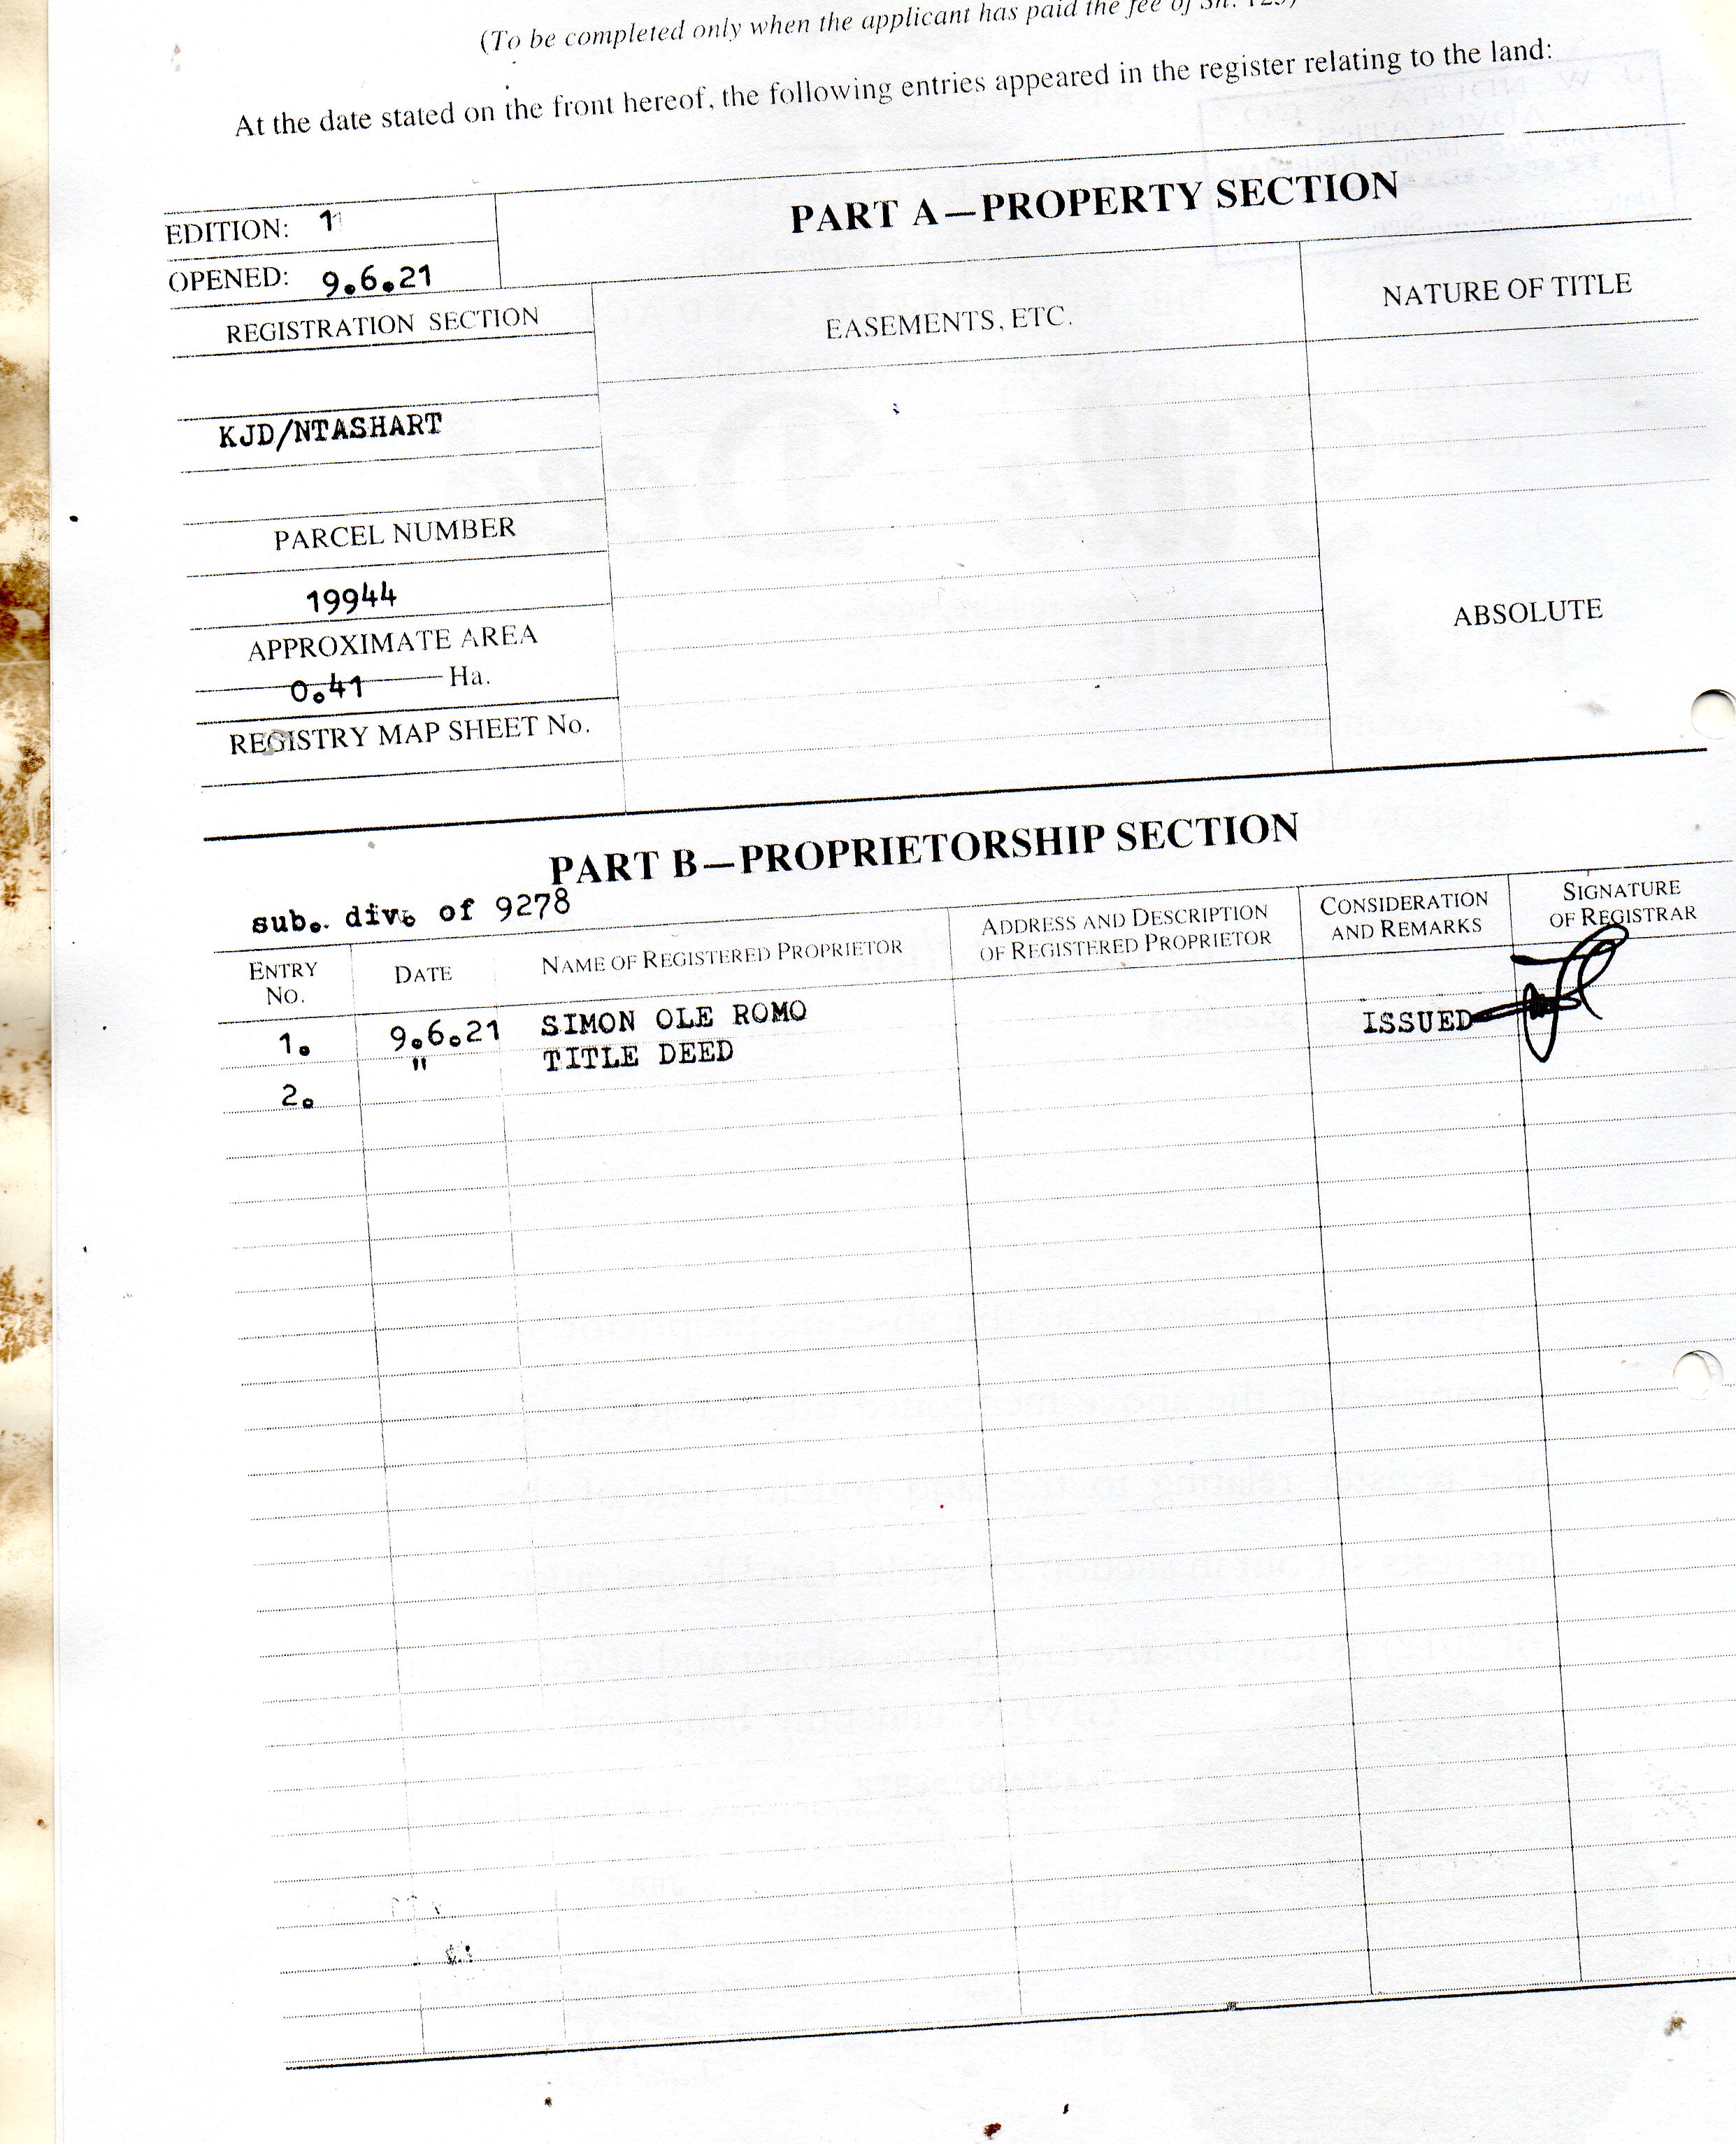 (To be completed only when the applicant has paid the fee of Sh. 125)
At the date stated on the front hereof, the following entries appeared in the register relating to the land:
EDITION: 1
PART A—PROPERTY SECTION
OPENED: 9.6.21
REGISTRATION SECTION
EASEMENTS, ETC.
NATURE OF TITLE
KJD/NTASHART
PARCEL NUMBER
19944
ABSOLUTE
APPROXIMATE AREA
0.41 Ha.
REGISTRY MAP SHEET No.
PART B—PROPRIETORSHIP SECTION
sub. div. of 9278
ENTRY No.
DATE
NAME OF REGISTERED PROPRIETOR
ADDRESS AND DESCRIPTION OF REGISTERED PROPRIETOR
CONSIDERATION AND REMARKS
SIGNATURE OF REGISTRAR
1. 9.6.21 SIMON OLE ROMO
2. " TITLE DEED ISSUED